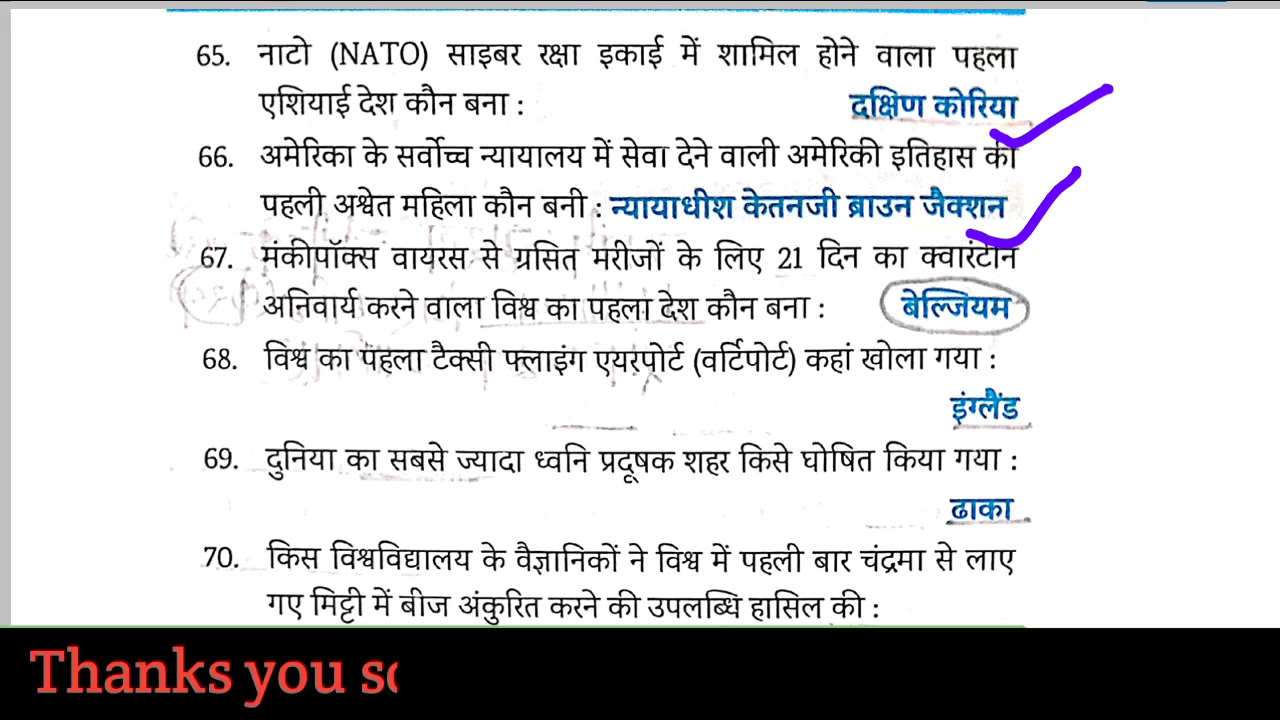 65. नाटो (NATO) साइबर रक्षा इकाई में शामिल होने वाला पहला
एशियाई देश कौन बना : दक्षिण कोरिया
66. अमेरिका के सर्वोच्च न्यायालय में सेवा देने वाली अमेरिकी इतिहास की
पहली अश्वेत महिला कौन बनी : न्यायाधीश केतनजी ब्राउन जैक्शन
67. मंकीपॉक्स वायरस से ग्रसित मरीजों के लिए 21 दिन का क्वारंटीन
अनिवार्य करने वाला विश्व का पहला देश कौन बना : बेल्जियम
68. विश्व का पहला टैक्सी फ्लाइंग एयरपोर्ट (वर्टिपोर्ट) कहां खोला गया :
इंग्लैंड
69. दुनिया का सबसे ज्यादा ध्वनि प्रदूषक शहर किसे घोषित किया गया :
ढाका
70. किस विश्वविद्यालय के वैज्ञानिकों ने विश्व में पहली बार चंद्रमा से लाए
गए मिट्टी में बीज अंकुरित करने की उपलब्धि हासिल की :
Thanks you so